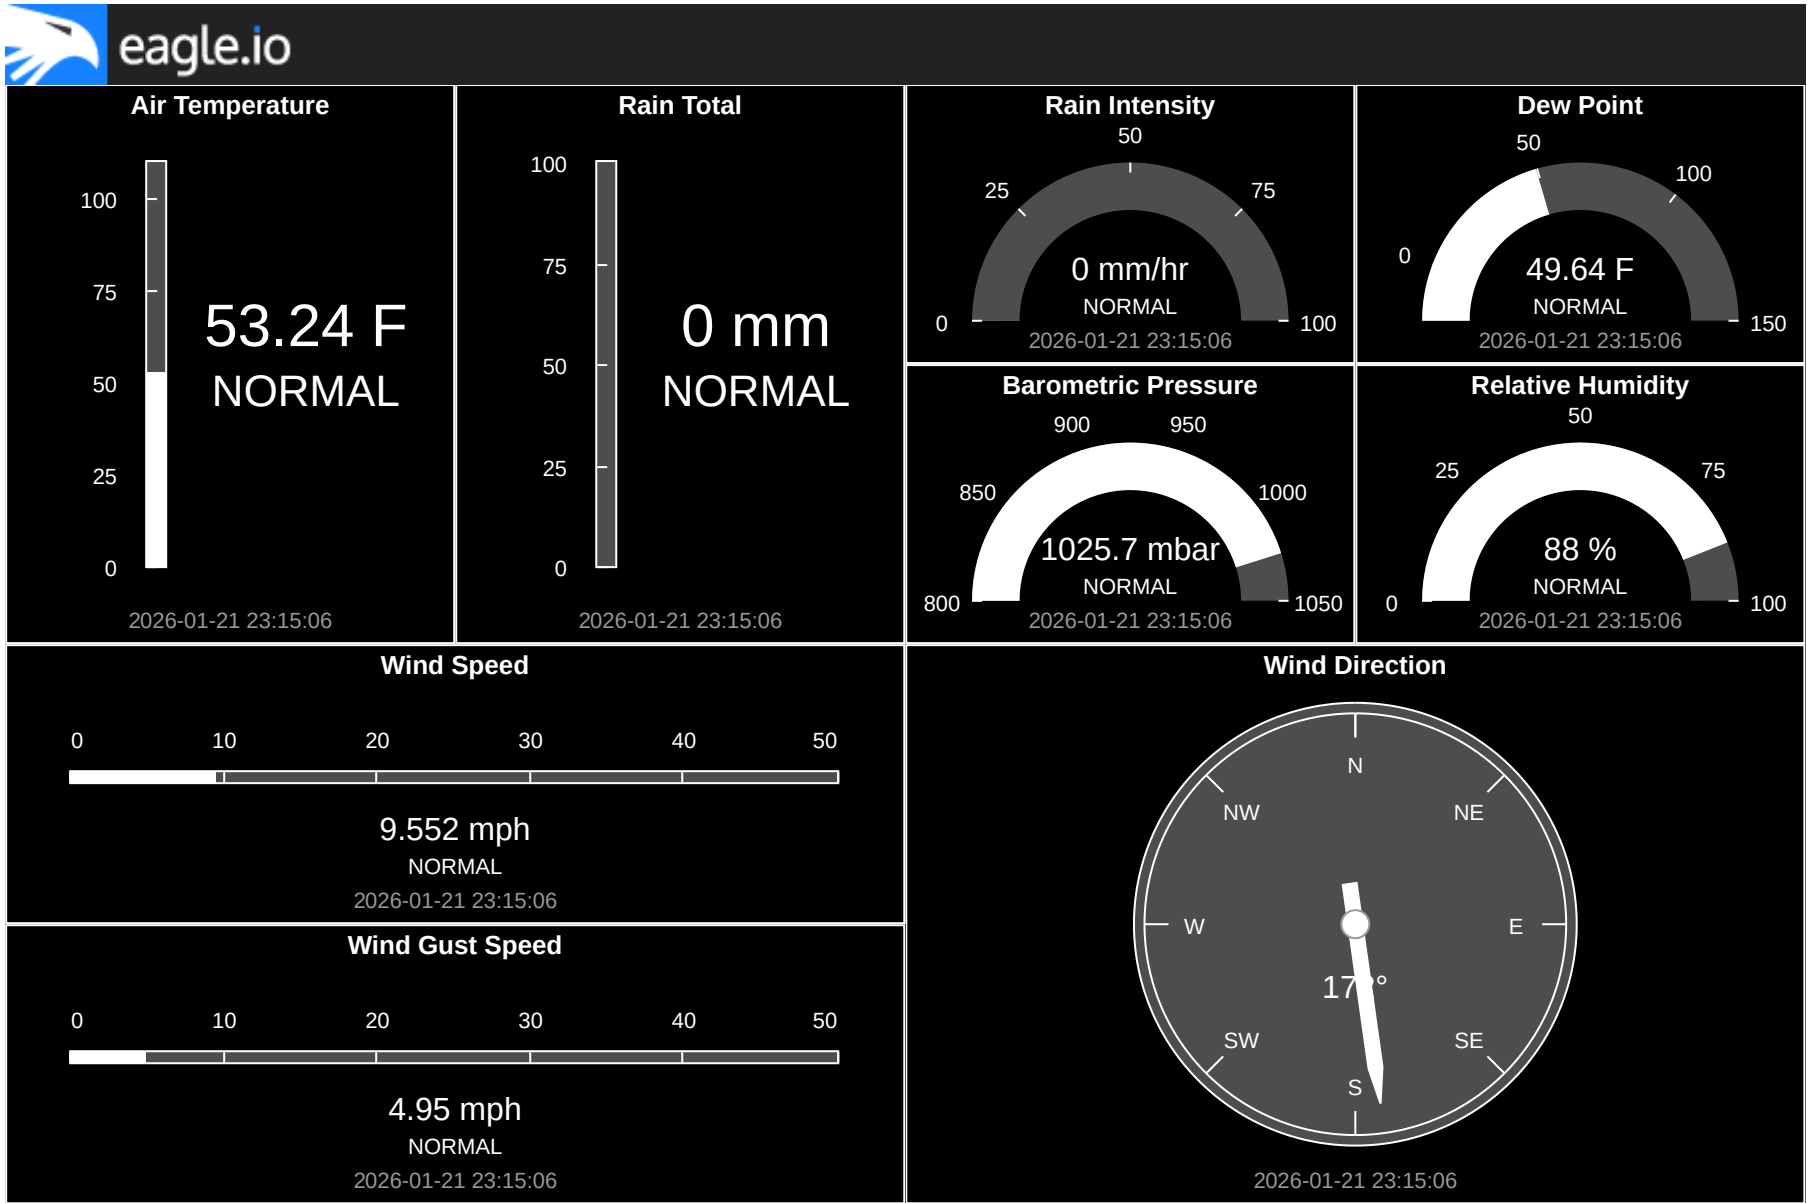 eagle.io
Air Temperature
100
75
50
25
0
53.24 F
NORMAL
2026-01-21 23:15:06
Rain Total
100
75
50
25
0
0 mm
NORMAL
2026-01-21 23:15:06
Rain Intensity
50
25
75
0
100
0 mm/hr
NORMAL
2026-01-21 23:15:06
Dew Point
50
100
0
150
49.64 F
NORMAL
2026-01-21 23:15:06
Barometric Pressure
900
950
850
1000
800
1050
1025.7 mbar
NORMAL
2026-01-21 23:15:06
Relative Humidity
50
25
75
0
100
88 %
NORMAL
2026-01-21 23:15:06
Wind Speed
0 10 20 30 40 50
9.552 mph
NORMAL
2026-01-21 23:15:06
Wind Gust Speed
0 10 20 30 40 50
4.95 mph
NORMAL
2026-01-21 23:15:06
Wind Direction
N
NW
NE
W
E
SW
SE
S
2026-01-21 23:15:06